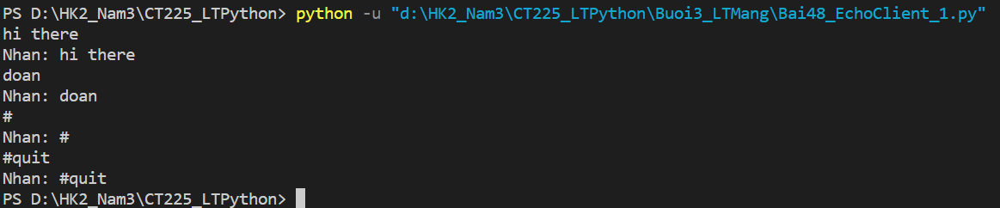 PS D:\HK2_Nam3\CT225_LTPython> python -u "d:\HK2_Nam3\CT225_LTPython\Buoi3_LTMang\Bai48_EchoClient_1.py"
hi there
Nhan: hi there
doan
Nhan: doan
#
Nhan: #
#quit
Nhan: #quit
PS D:\HK2_Nam3\CT225_LTPython>